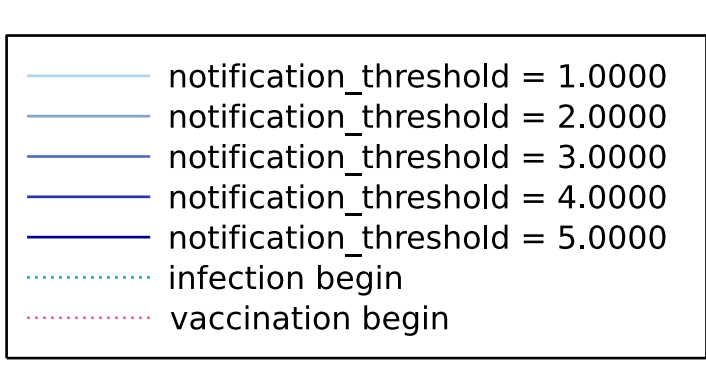 notification_threshold = 1.0000
notification_threshold = 2.0000
notification_threshold = 3.0000
notification_threshold = 4.0000
notification_threshold = 5.0000
infection begin
vaccination begin